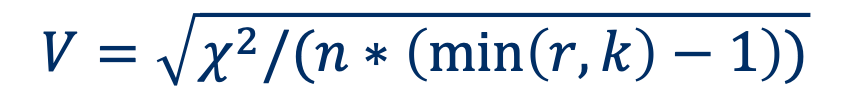 V = √χ²/(n * (min(r, k) − 1))